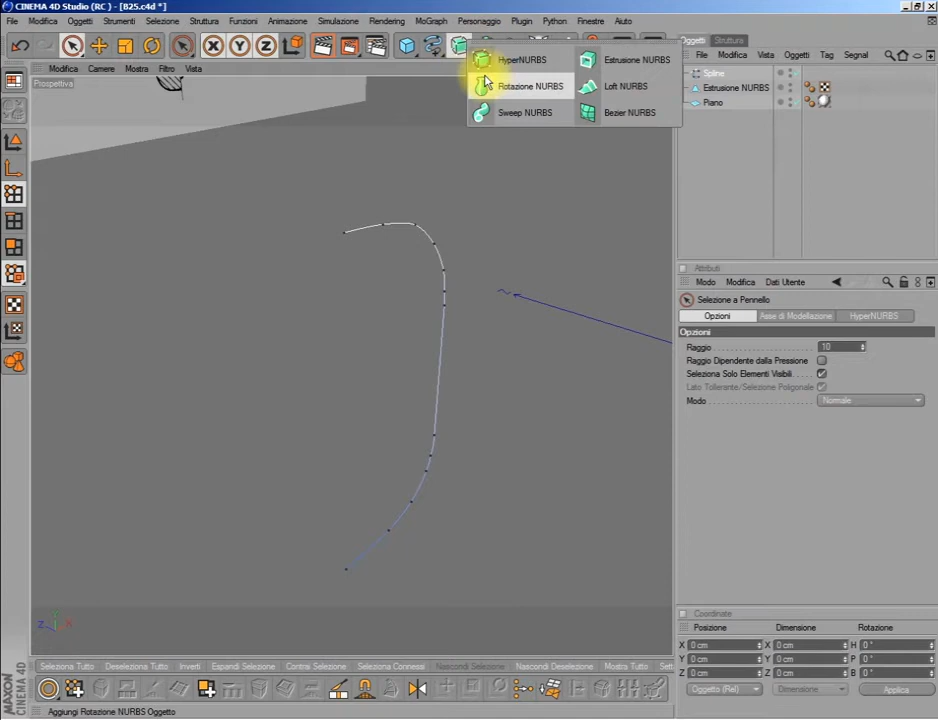 CINEMA 4D Studio (RC) - [B25.c4d *]
File Modifica Oggetti Strumenti Selezione Struttura Funzioni Animazione Simulazione Rendering MoGraph Personaggio Plugin Python Finestre Aiuto
Modifica Camere Mostra Filtro Vista
Prospettiva
HyperNURBS Estrusione NURBS
Rotazione NURBS Loft NURBS
Sweep NURBS Bezier NURBS
Oggetti Struttura
File Modifica Vista Oggetti Tag Segnal
Spline
Estrusione NURBS
Piano
Attributi
Modo Modifica Dati Utente
Selezione a Pennello
Opzioni Asse di Modellazione HyperNURBS
Opzioni
Raggio 10
Raggio Dipendente dalla Pressione
Seleziona Solo Elementi Visibili
Lato Tollerante/Selezione Poligonale
Modo Normale
Coordinate
Posizione Dimensione Rotazione
X 0 cm X 0 cm H 0 °
Y 0 cm Y 0 cm P 0 °
Z 0 cm Z 0 cm B 0 °
Oggetto (Rel) Dimensione Applica
Z X
Seleziona Tutto Deseleziona Tutto Inverti Espandi Selezione Contrai Selezione Seleziona Connessi Nascondi Selezione Nascondi Deselezione Mostra Tutto
MAXON CINEMA 4D
Aggiungi Rotazione NURBS Oggetto